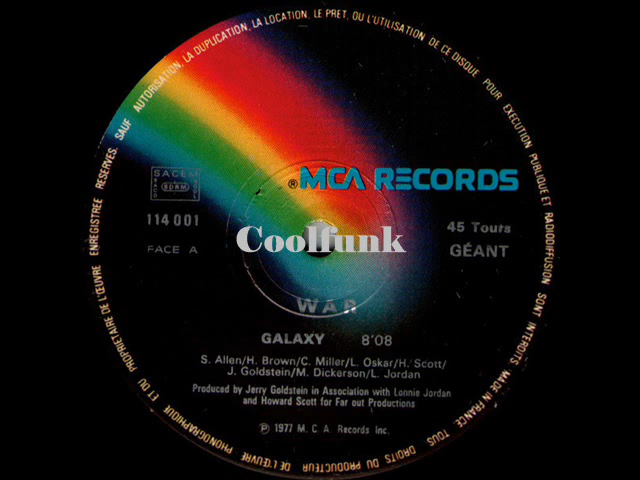 SAUF AUTORISATION, LA DUPLICATION, LA LOCATION, LE PRET, OU L'UTILISATION DE CE DISQUE POUR EXECUTION PUBLIQUE ET RADIODIFFUSION SONT INTERDITS MADE IN FRANCE TOUS DROITS DU PRODUCTEUR DE L'ŒUVRE PHONOGRAPHIQUE ET DU PROPRIETAIRE DE L'ŒUVRE ENREGISTREE RESERVES.
® MCA RECORDS
SACEM
SACD
SDRM
SGDL
114 001
45 Tours
FACE A
GÉANT
Coolfunk
WAR
GALAXY 8'08
S. Allen/H. Brown/C. Miller/L. Oskar/H. Scott/
J. Goldstein/M. Dickerson/L. Jordan
Produced by Jerry Goldstein in Association with Lonnie Jordan
and Howard Scott for Far out Productions
℗ 1977 M. C. A. Records Inc.